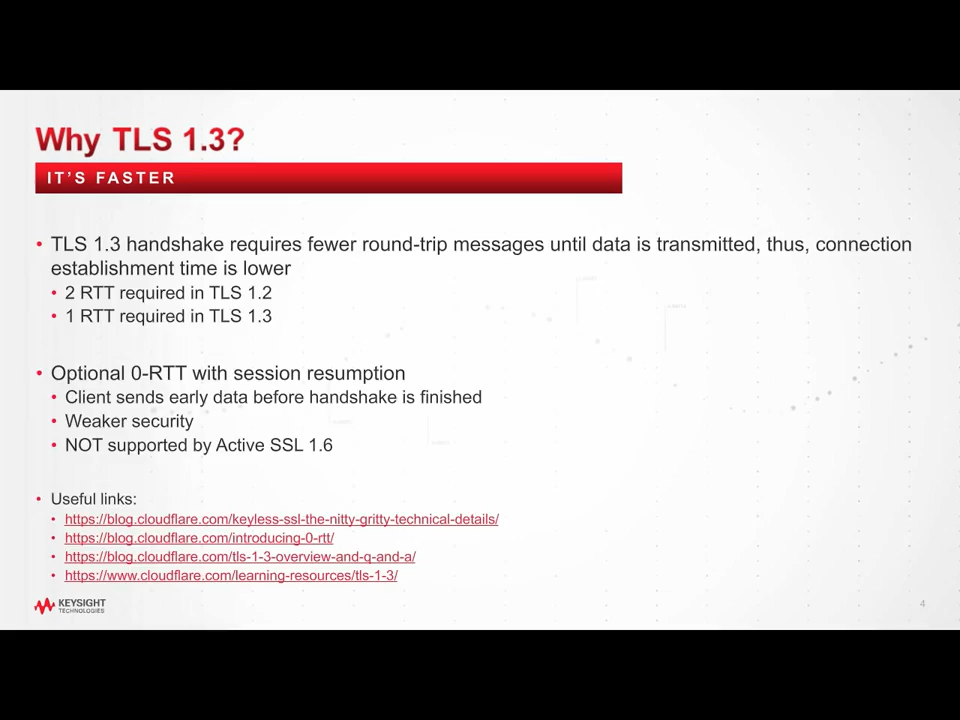 Why TLS 1.3?
IT'S FASTER
• TLS 1.3 handshake requires fewer round-trip messages until data is transmitted, thus, connection
establishment time is lower
• 2 RTT required in TLS 1.2
• 1 RTT required in TLS 1.3
• Optional 0-RTT with session resumption
• Client sends early data before handshake is finished
• Weaker security
• NOT supported by Active SSL 1.6
• Useful links:
• https://blog.cloudflare.com/keyless-ssl-the-nitty-gritty-technical-details/
• https://blog.cloudflare.com/introducing-0-rtt/
• https://blog.cloudflare.com/tls-1-3-overview-and-q-and-a/
• https://www.cloudflare.com/learning-resources/tls-1-3/
KEYSIGHT
TECHNOLOGIES
4